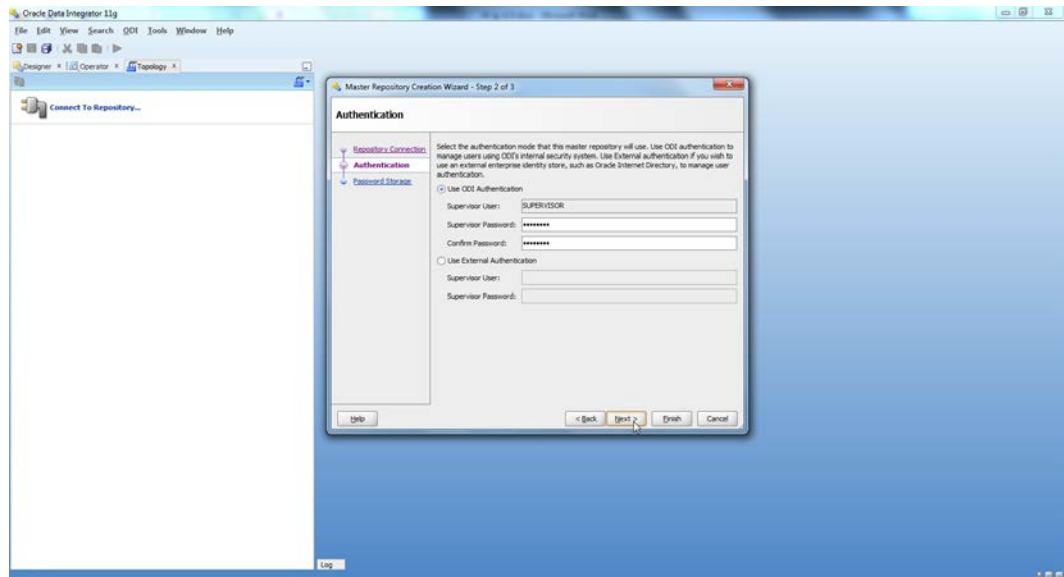 Oracle Data Integrator 11g
File Edit View Search ODI Tools Window Help
Designer Operator Topology
Connect To Repository...
Master Repository Creation Wizard - Step 2 of 3
Authentication
Repository Connection
Authentication
Password Storage
Select the authentication mode that this master repository will use. Use ODI authentication to
manage users using ODI's internal security system. Use External authentication if you wish to
use an external enterprise identity store, such as Oracle Internet Directory, to manage user
authentication.
Use ODI Authentication
Supervisor User: SUPERVISOR
Supervisor Password: ••••••••
Confirm Password: ••••••••
Use External Authentication
Supervisor User:
Supervisor Password:
Help < Back Next > Finish Cancel
Log